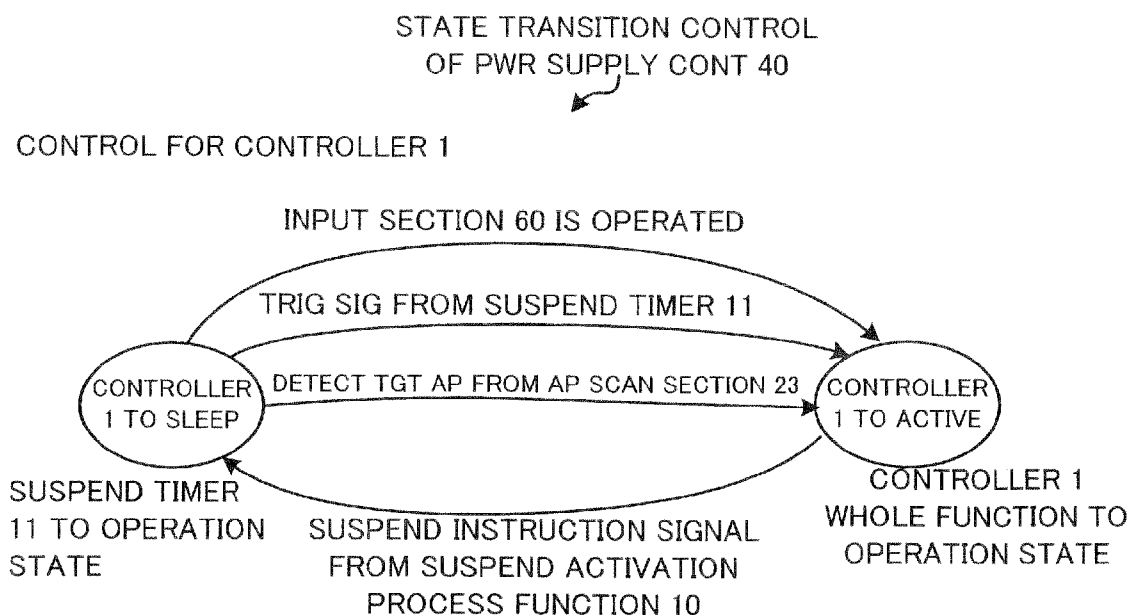 STATE TRANSITION CONTROL
OF PWR SUPPLY CONT 40
CONTROL FOR CONTROLLER 1
INPUT SECTION 60 IS OPERATED
TRIG SIG FROM SUSPEND TIMER 11
DETECT TGT AP FROM AP SCAN SECTION 23
CONTROLLER
1 TO SLEEP
CONTROLLER
1 TO ACTIVE
SUSPEND TIMER
11 TO OPERATION
STATE
SUSPEND INSTRUCTION SIGNAL
FROM SUSPEND ACTIVATION
PROCESS FUNCTION 10
CONTROLLER 1
WHOLE FUNCTION TO
OPERATION STATE